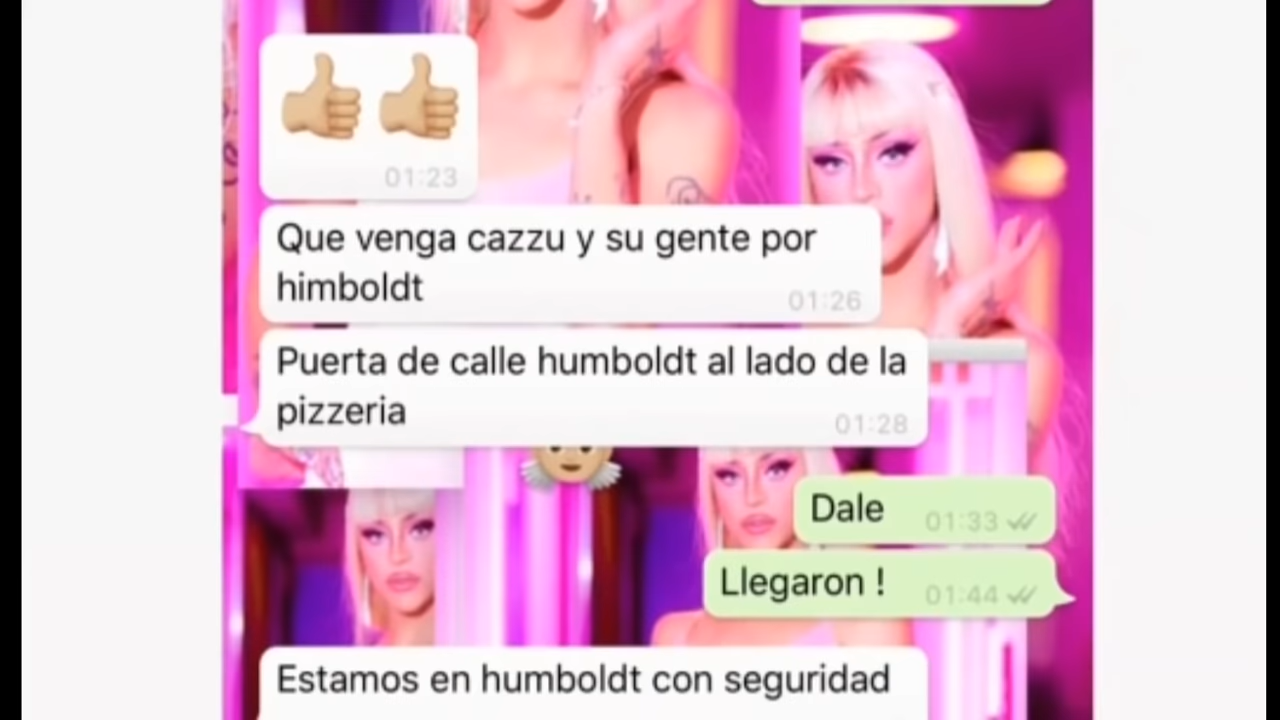 01:23
Que venga cazzu y su gente por
himboldt
01:26
Puerta de calle humboldt al lado de la
pizzeria
01:28
Dale
01:33
Llegaron !
01:44
Estamos en humboldt con seguridad